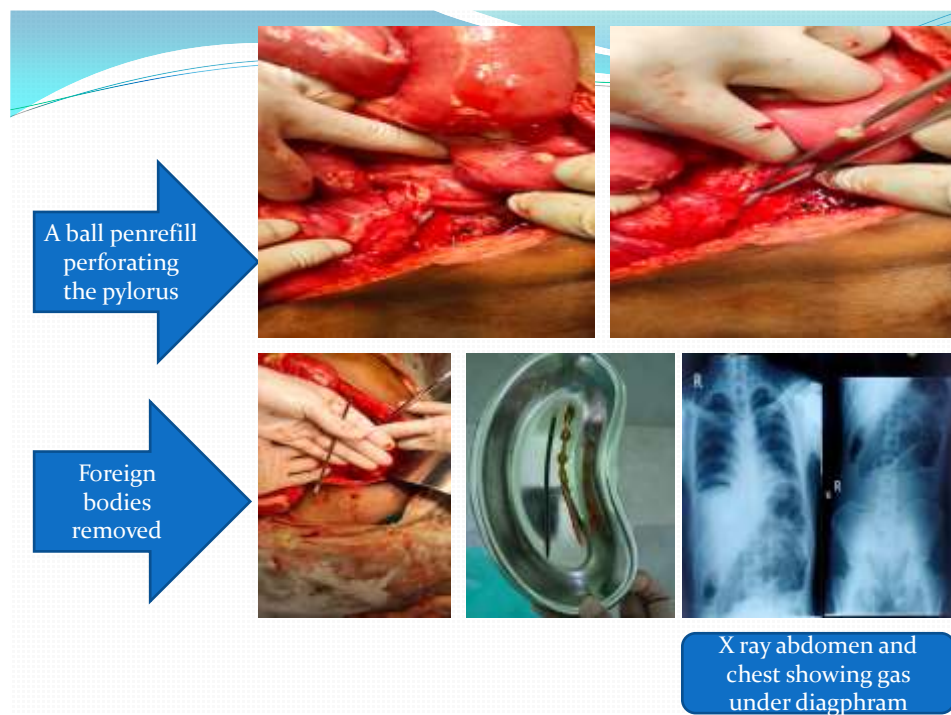 A ball penrefill
perforating
the pylorus
Foreign
bodies
removed
R
R
X ray abdomen and
chest showing gas
under diagphram